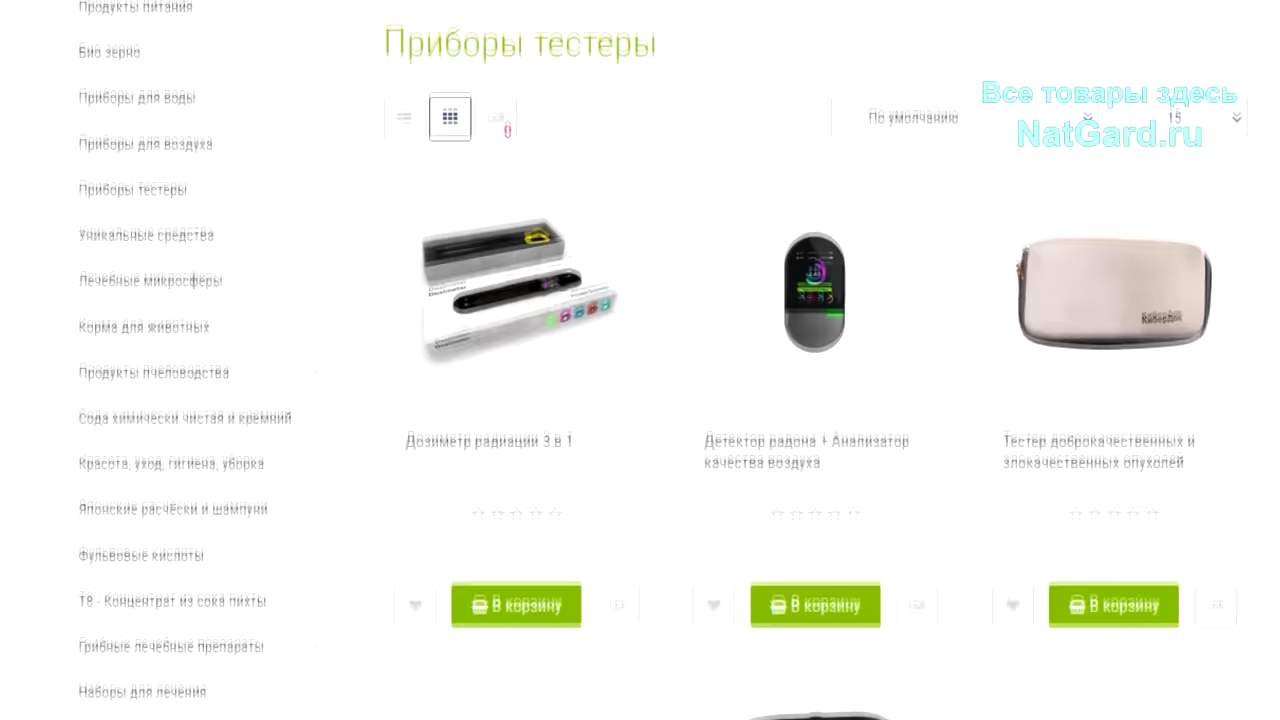 Продукты питания
Био зерно
Приборы для воды
Приборы для воздуха
Приборы тестеры
Уникальные средства
Лечебные микросферы
Корма для животных
Продукты пчеловодства
Сода химически чистая и кремний
Красота, уход, гигиена, уборка
Японские расчёски и шампуни
Фульвовые кислоты
Т8 - Концентрат из сока пихты
Грибные лечебные препараты
Наборы для лечения
Приборы тестеры
0
По умолчанию
15
Все товары здесь
NatGard.ru
Dosimeter
Дозиметр радиации 3 в 1
Детектор радона + Анализатор
качества воздуха
Тестер доброкачественных и
злокачественных опухолей
В корзину
В корзину
В корзину